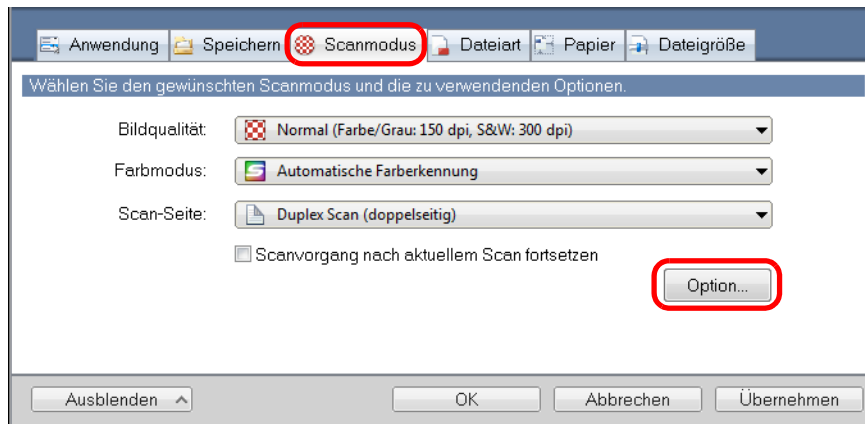 Anwendung Speichern Scanmodus Dateiart Papier Dateigröße
Wählen Sie den gewünschten Scanmodus und die zu verwendenden Optionen.
Bildqualität: Normal (Farbe/Grau: 150 dpi, S&W: 300 dpi)
Farbmodus: Automatische Farberkennung
Scan-Seite: Duplex Scan (doppelseitig)
Scanvorgang nach aktuellem Scan fortsetzen
Option...
Ausblenden OK Abbrechen Übernehmen